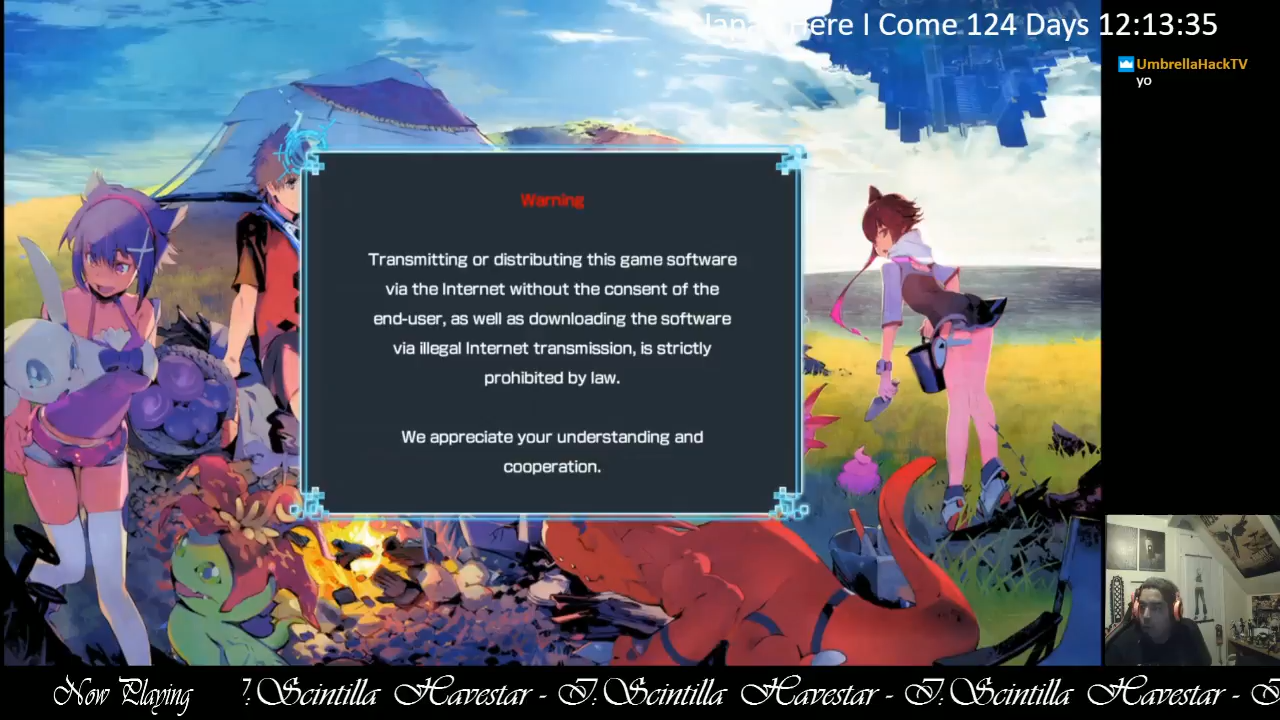 Japan Here I Come 124 Days 12:13:35
UmbrellaHackTV
yo
Warning
Transmitting or distributing this game software
via the Internet without the consent of the
end-user, as well as downloading the software
via illegal Internet transmission, is strictly
prohibited by law.
We appreciate your understanding and
cooperation.
Now Playing
Scintilla Havestar - I: Scintilla Havestar - I: Scintilla Havestar -